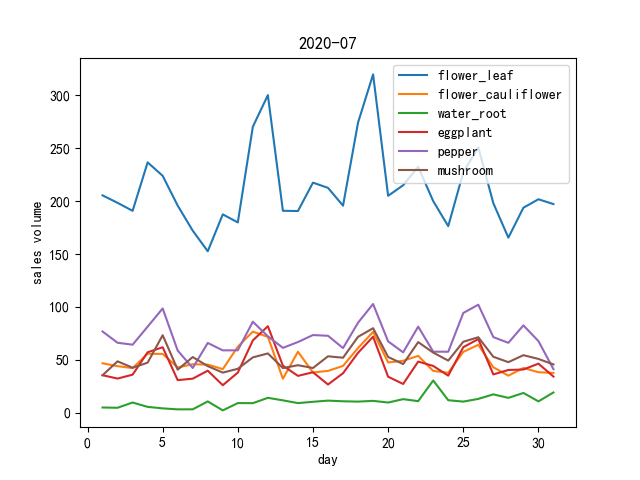 2020-07
flower_leaf
flower_cauliflower
water_root
eggplant
pepper
mushroom
sales volume
300
250
200
150
100
50
0
0
5
10
15
20
25
30
day